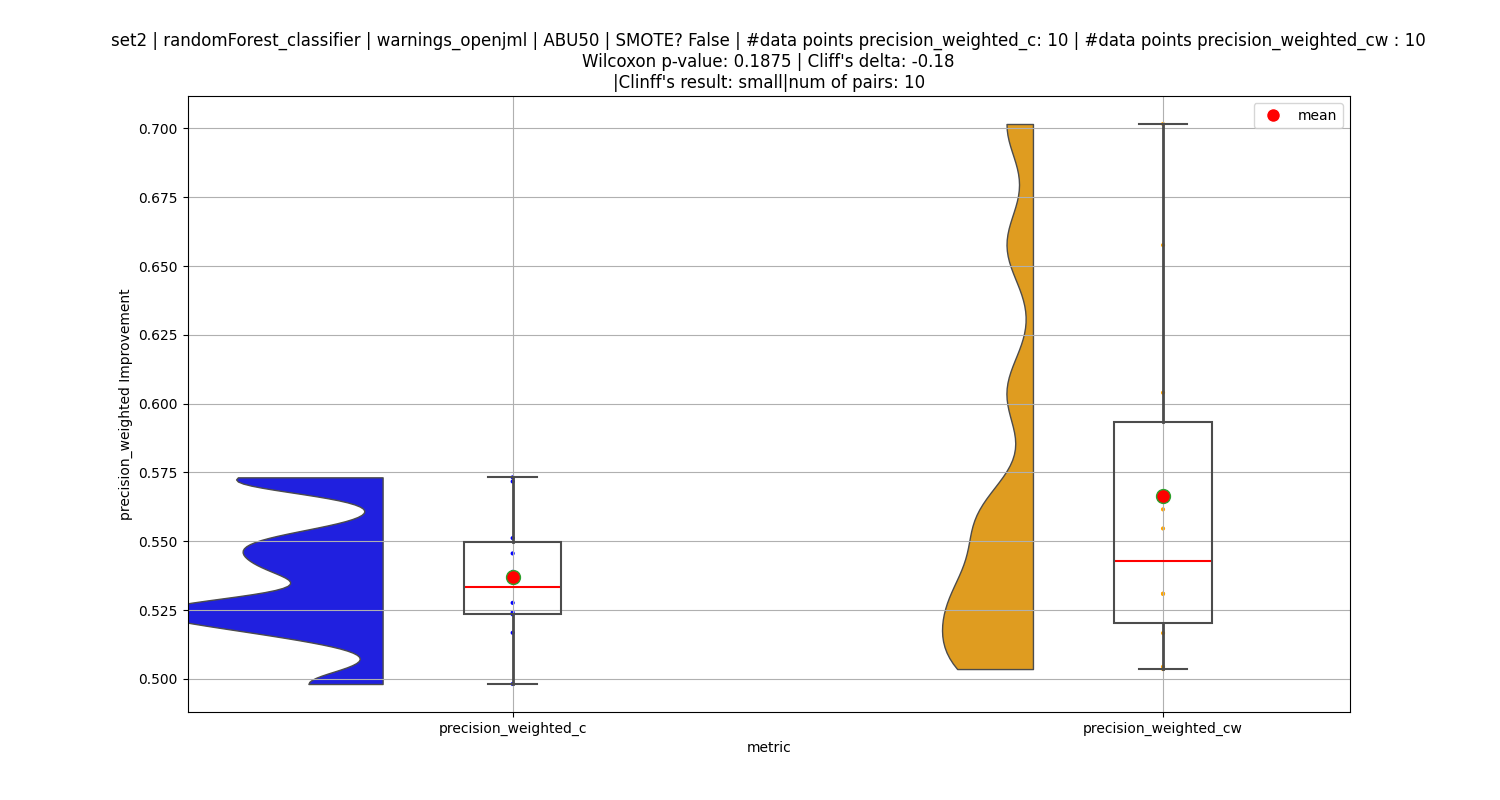 set2 | randomForest_classifier | warnings_openjml | ABU50 | SMOTE? False | #data points precision_weighted_c: 10 | #data points precision_weighted_cw : 10
Wilcoxon p-value: 0.1875 | Cliff's delta: -0.18
|Clinff's result: small|num of pairs: 10
mean
0.700
0.675
0.650
0.625
0.600
0.575
0.550
0.525
0.500
precision_weighted Improvement
precision_weighted_c
precision_weighted_cw
metric